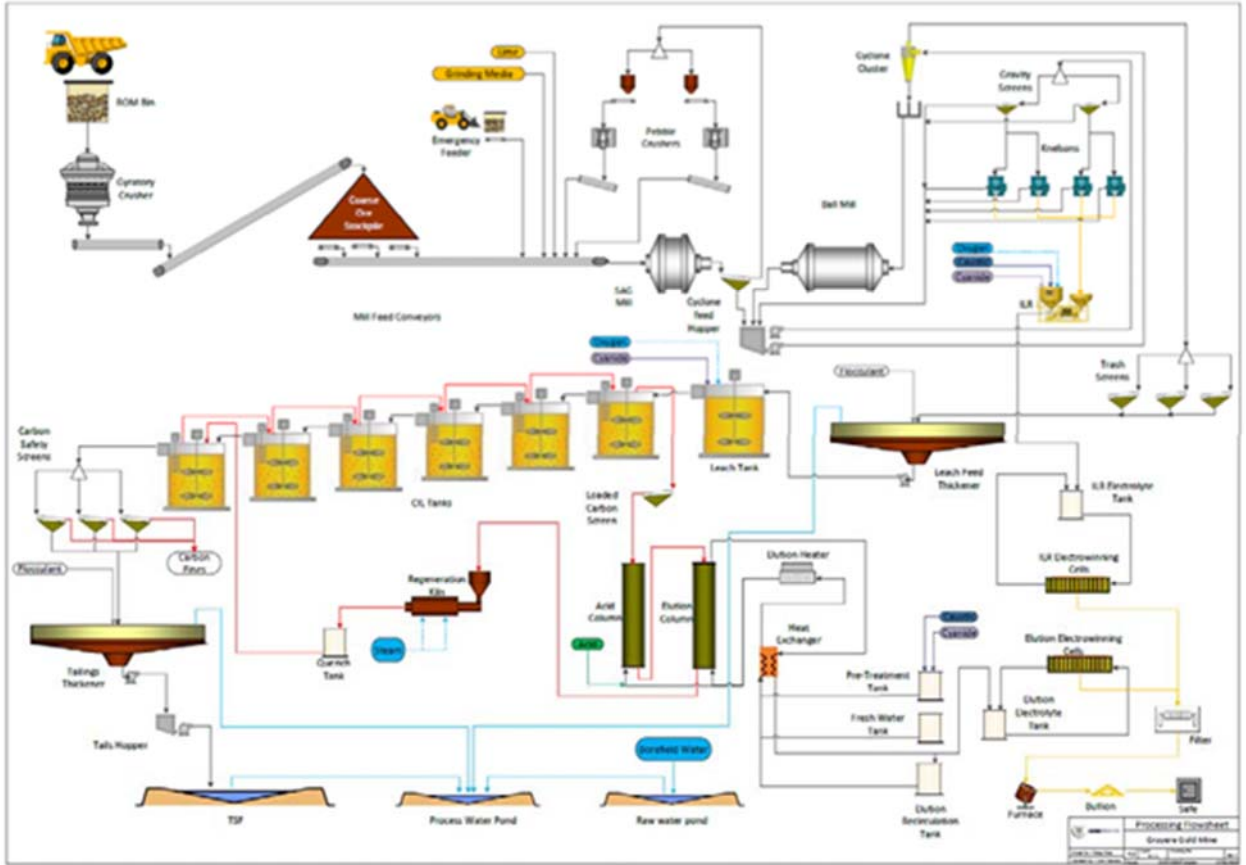 ROM Bin
Gyratory
Crusher
Coarse
Ore
Stockpile
Mill Feed Conveyors
Lime
Grinding Media
Emergency
Feeder
Pebble
Crushers
SAG
Mill
Cyclone
Feed
Hopper
Ball Mill
Cyclone
Cluster
Gravity
Screens
Knelsons
Oxygen
Caustic
Cyanide
ILR
Trash
Screens
Flocculant
Leach Feed
Thickener
Oxygen
Cyanide
Leach Tank
CIL Tanks
Loaded
Carbon
Screen
Carbon
Safety
Screens
Carbon
Fines
Flocculant
Tailings
Thickener
Tails Hopper
TSF
Quench
Tank
Regeneration
Kiln
Steam
Acid
Acid
Column
Elution
Column
Elution Heater
Heat
Exchanger
Caustic
Cyanide
Pre-Treatment
Tank
Fresh Water
Tank
Elution
Recirculation
Tank
Elution
Electrolyte
Tank
Elution Electrowinning
Cells
ILR Electrolyte
Tank
ILR Electrowinning
Cells
Filter
Furnace
Bullion
Safe
Process Water Pond
Borefield Water
Raw water pond
Processing Flowsheet
Gruyere Gold Mine